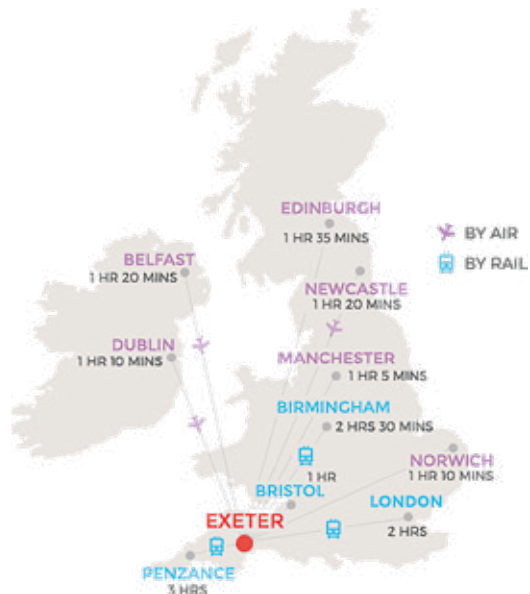 EDINBURGH
1 HR 35 MINS
BY AIR
BY RAIL
BELFAST
1 HR 20 MINS
NEWCASTLE
1 HR 20 MINS
DUBLIN
1 HR 10 MINS
MANCHESTER
1 HR 5 MINS
BIRMINGHAM
2 HRS 30 MINS
NORWICH
1 HR 10 MINS
1 HR
BRISTOL
LONDON
2 HRS
EXETER
PENZANCE
3 HRS